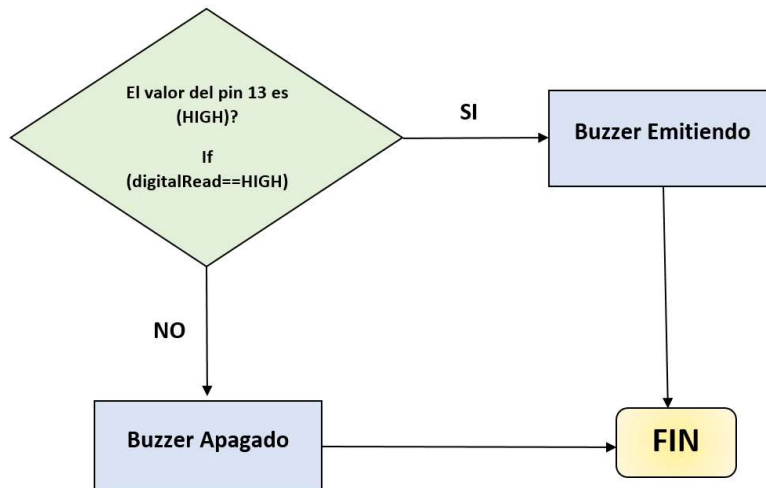 El valor del pin 13 es
(HIGH)?
If
(digitalRead==HIGH)
SI
Buzzer Emitiendo
NO
Buzzer Apagado
FIN